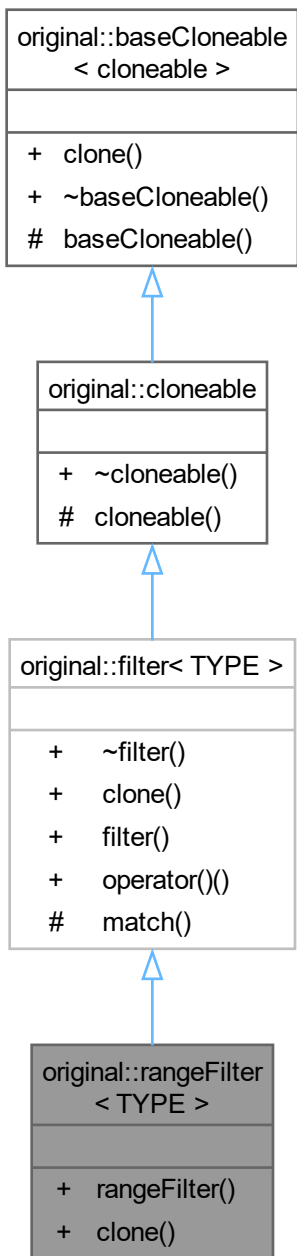 original::baseCloneable
< cloneable >
+ clone()
+ ~baseCloneable()
# baseCloneable()
original::cloneable
+ ~cloneable()
# cloneable()
original::filter< TYPE >
+ ~filter()
+ clone()
+ filter()
+ operator()()
# match()
original::rangeFilter
< TYPE >
+ rangeFilter()
+ clone()